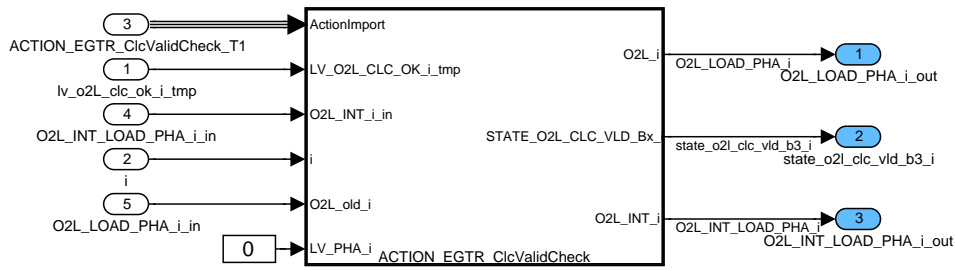 3
ActionImport
ACTION_EGTR_ClcValidCheck_T1
O2L_i
O2L_LOAD_PHA_i
1
O2L_LOAD_PHA_i_out
1
LV_O2L_CLC_OK_i_tmp
lv_o2L_clc_ok_i_tmp
4
O2L_INT_i_in
O2L_INT_LOAD_PHA_i_in
STATE_O2L_CLC_VLD_Bx_i
state_o2l_clc_vld_b3_i
2
state_o2l_clc_vld_b3_i
2
i
i
5
O2L_old_i
O2L_LOAD_PHA_i_in
O2L_INT_i
O2L_INT_LOAD_PHA_i
3
O2L_INT_LOAD_PHA_i_out
0
LV_PHA_i
ACTION_EGTR_ClcValidCheck